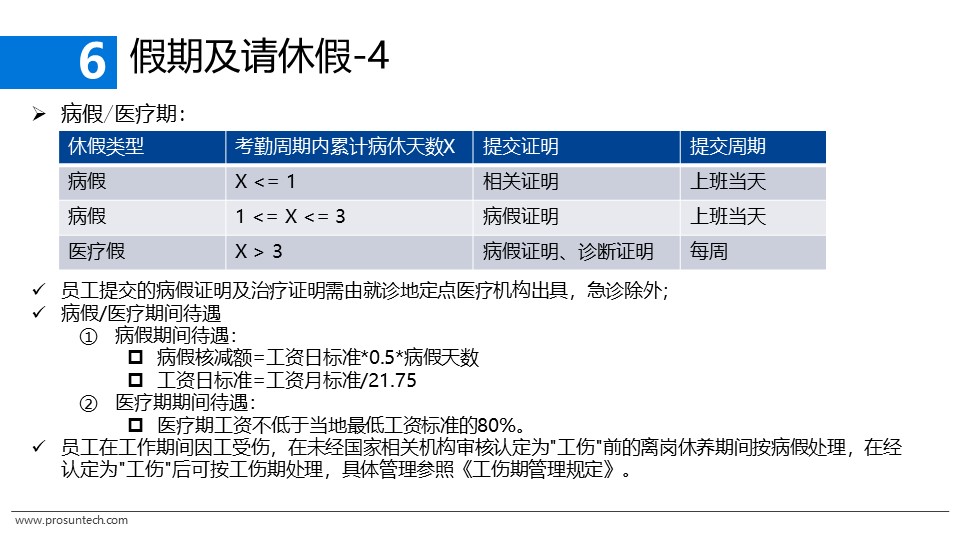 6 假期及请休假-4
➢ 病假/医疗期：
休假类型 考勤周期内累计病休天数X 提交证明 提交周期
病假 X <= 1 相关证明 上班当天
病假 1 <= X <= 3 病假证明 上班当天
医疗假 X > 3 病假证明、诊断证明 每周
✓ 员工提交的病假证明及治疗证明需由就诊地定点医疗机构出具，急诊除外；
✓ 病假/医疗期间待遇
① 病假期间待遇：
❑ 病假核减额=工资日标准*0.5*病假天数
❑ 工资日标准=工资月标准/21.75
② 医疗期期间待遇：
❑ 医疗期工资不低于当地最低工资标准的80%。
✓ 员工在工作期间因工受伤，在未经国家相关机构审核认定为"工伤"前的离岗休养期间按病假处理，在经
认定为"工伤"后可按工伤期处理，具体管理参照《工伤期管理规定》。
www.prosuntech.com